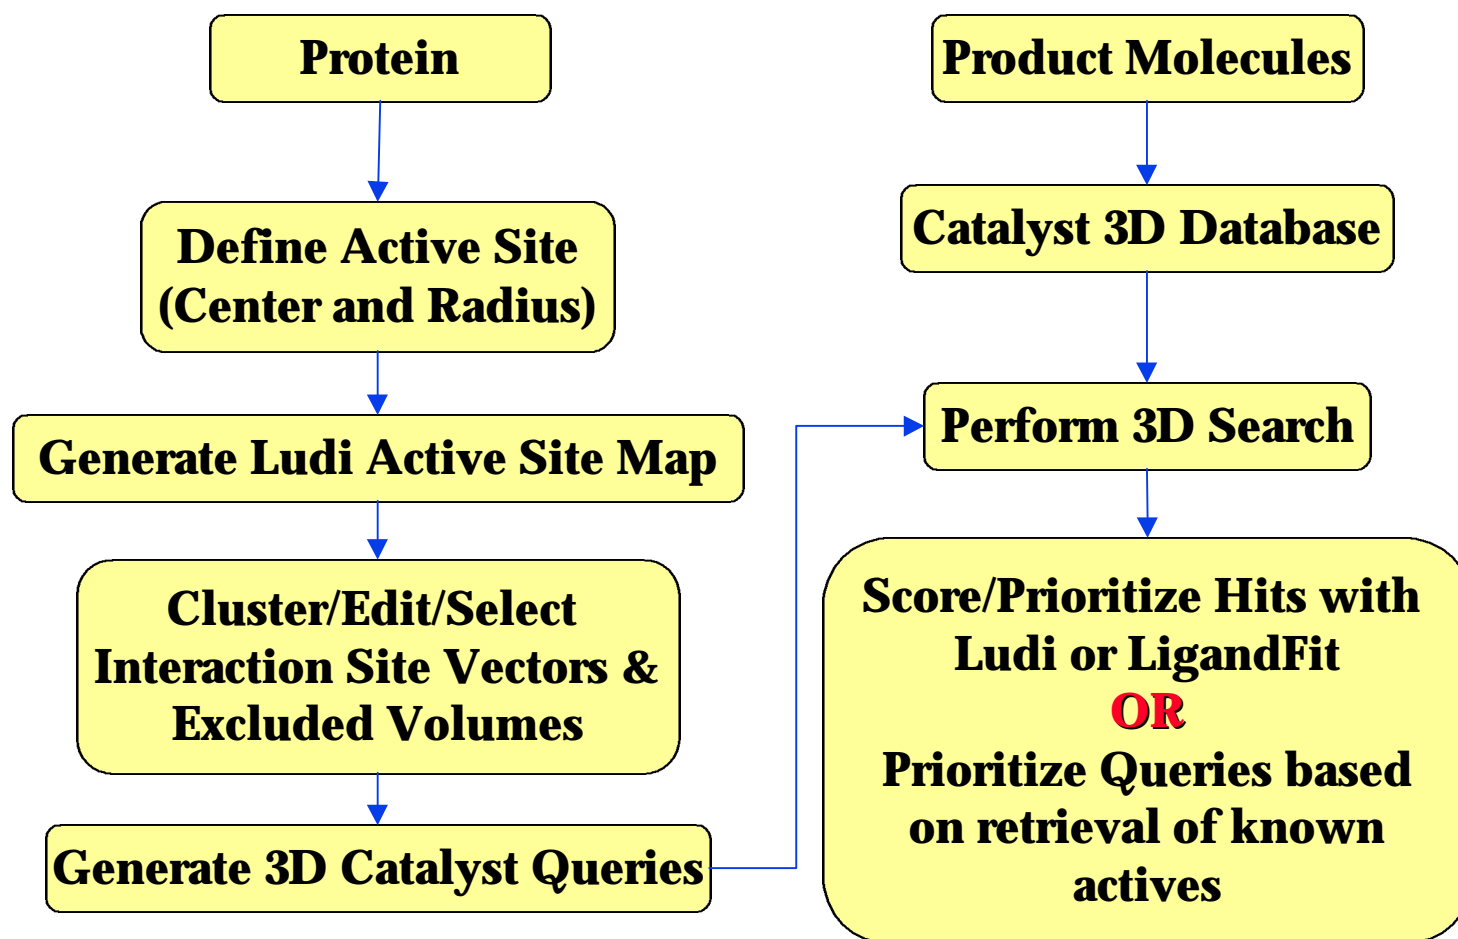 Protein
Define Active Site
(Center and Radius)
Generate Ludi Active Site Map
Cluster/Edit/Select
Interaction Site Vectors &
Excluded Volumes
Generate 3D Catalyst Queries
Product Molecules
Catalyst 3D Database
Perform 3D Search
Score/Prioritize Hits with
Ludi or LigandFit
OR
Prioritize Queries based
on retrieval of known
actives